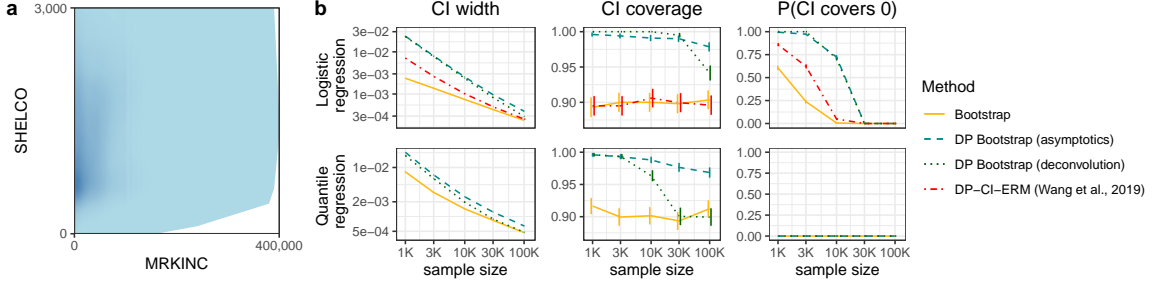 a
3,000
0
0
400,000
SHELCO
MRKINC
b
CI width
CI coverage
P(CI covers 0)
Logistic
regression
3e−02
1e−02
3e−03
1e−03
3e−04
1.00
0.95
0.90
1.00
0.75
0.50
0.25
0.00
Quantile
regression
1e−02
2e−03
5e−04
1.00
0.95
0.90
1.00
0.75
0.50
0.25
0.00
1K 3K 10K 30K 100K
1K 3K 10K 30K 100K
1K 3K 10K 30K 100K
sample size
sample size
sample size
Method
Bootstrap
DP Bootstrap (asymptotics)
DP Bootstrap (deconvolution)
DP−CI−ERM (Wang et al., 2019)